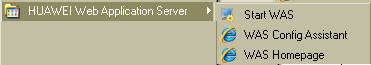 HUAWEI Web Application Server
Start WAS
WAS Config Assistant
WAS Homepage